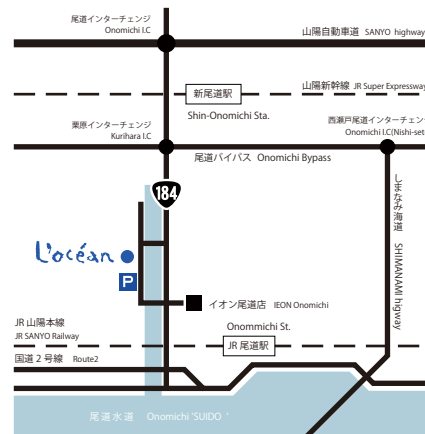 尾道インターチェンジ
Onomichi I.C
山陽自動車道 SANYO highway
山陽新幹線 JR Super Expressway
新尾道駅
Shin-Onomichi Sta.
栗原インターチェンジ
Kurihara I.C
西瀬戸尾道インターチェン
Onomichi I.C(Nishi-set
尾道バイパス Onomichi Bypass
184
しまなみ海道 SHIMANAMI higway
L'océan
P
イオン尾道店 IEON Onomichi
JR 山陽本線
JR SANYO Railway
Onommichi St.
JR 尾道駅
国道 2 号線 Route2
尾道水道 Onomichi 'SUIDO '